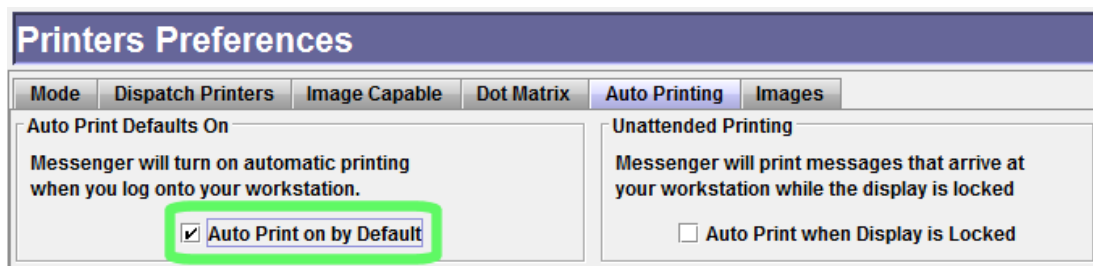 Printers Preferences
Mode Dispatch Printers Image Capable Dot Matrix Auto Printing Images
Auto Print Defaults On
Messenger will turn on automatic printing
when you log onto your workstation.
Auto Print on by Default
Unattended Printing
Messenger will print messages that arrive at
your workstation while the display is locked
Auto Print when Display is Locked